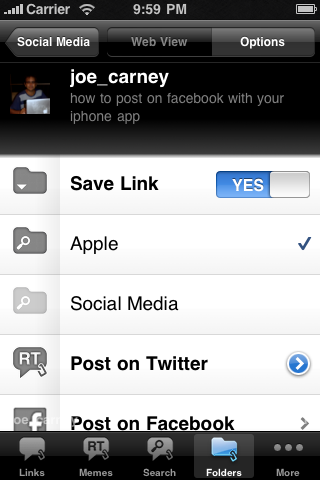 Carrier 9:59 PM
Social Media Web View Options
joe_carney
how to post on facebook with your
iphone app
Save Link YES
Apple
Social Media
RT Post on Twitter
joe_carney
Post on Facebook
Links Memes Search Folders More